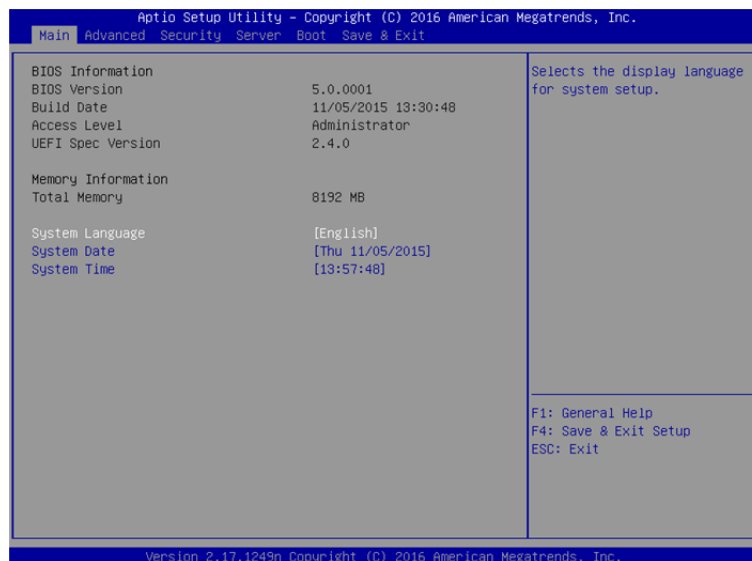 Aptio Setup Utility – Copyright (C) 2016 American Megatrends, Inc.
Main Advanced Security Server Boot Save & Exit
BIOS Information
BIOS Version 5.0.0001
Build Date 11/05/2015 13:30:48
Access Level Administrator
UEFI Spec Version 2.4.0
Memory Information
Total Memory 8192 MB
System Language [English]
System Date [Thu 11/05/2015]
System Time [13:57:48]
Selects the display language
for system setup.
F1: General Help
F4: Save & Exit Setup
ESC: Exit
Version 2.17.1249n Copyright (C) 2016 American Megatrends, Inc.